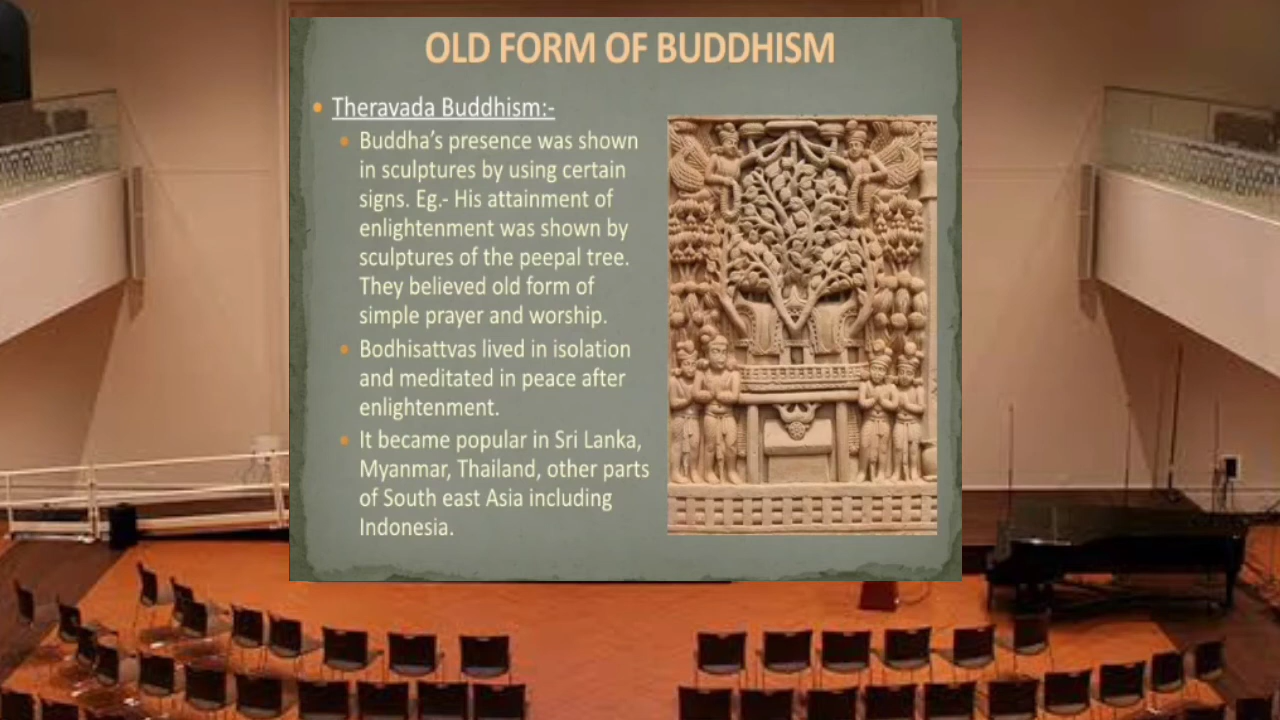 OLD FORM OF BUDDHISM
• Theravada Buddhism:-
• Buddha's presence was shown
in sculptures by using certain
signs. Eg.- His attainment of
enlightenment was shown by
sculptures of the peepal tree.
They believed old form of
simple prayer and worship.
• Bodhisattvas lived in isolation
and meditated in peace after
enlightenment.
• It became popular in Sri Lanka,
Myanmar, Thailand, other parts
of South east Asia including
Indonesia.